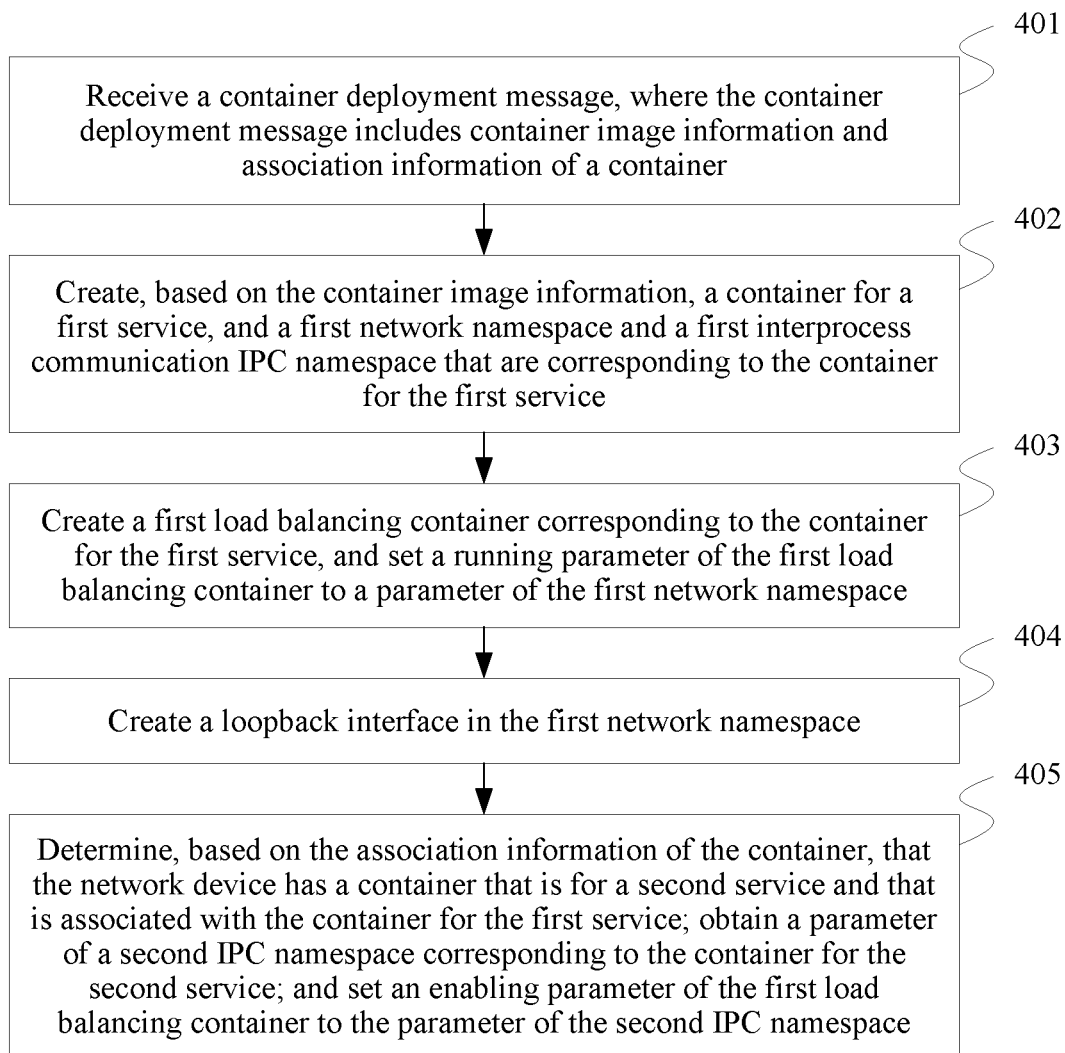 401
Receive a container deployment message, where the container
deployment message includes container image information and
association information of a container
402
Create, based on the container image information, a container for a
first service, and a first network namespace and a first interprocess
communication IPC namespace that are corresponding to the container
for the first service
403
Create a first load balancing container corresponding to the container
for the first service, and set a running parameter of the first load
balancing container to a parameter of the first network namespace
404
Create a loopback interface in the first network namespace
405
Determine, based on the association information of the container, that
the network device has a container that is for a second service and that
is associated with the container for the first service; obtain a parameter
of a second IPC namespace corresponding to the container for the
second service; and set an enabling parameter of the first load
balancing container to the parameter of the second IPC namespace